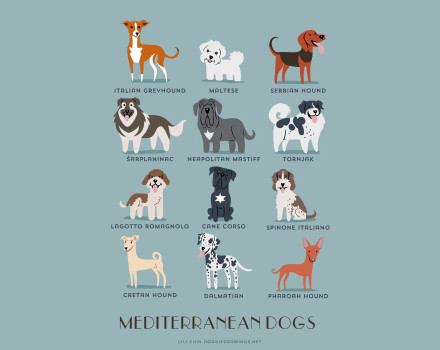 ITALIAN GREYHOUND MALTESE SERBIAN HOUND
ŠARPLANINAC NEAPOLITAN MASTIFF TORNJAK
LAGOTTO ROMAGNOLO CANE CORSO SPINONE ITALIANO
CRETAN HOUND DALMATIAN PHARAOH HOUND
MEDITERRANEAN DOGS
LILI CHIN DOGGIEDRAWINGS.NET